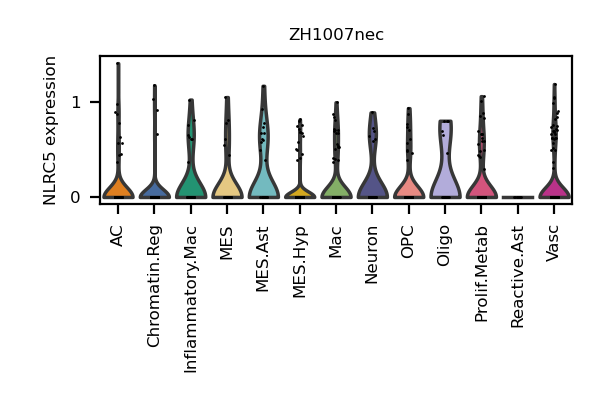 ZH1007nec
NLRC5 expression
1
0
AC
Chromatin.Reg
Inflammatory.Mac
MES
MES.Ast
MES.Hyp
Mac
Neuron
OPC
Oligo
Prolif.Metab
Reactive.Ast
Vasc